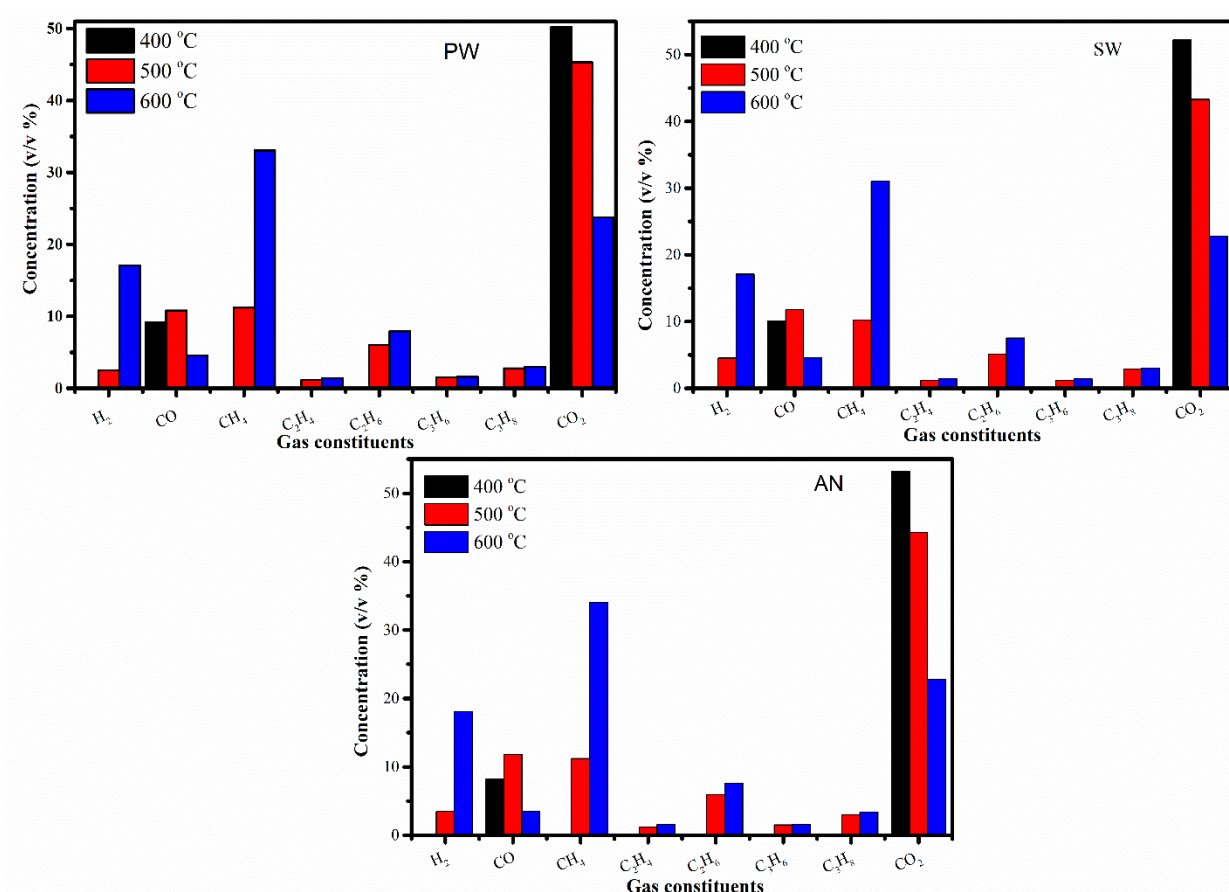 PW
400 °C
500 °C
600 °C
Concentration (v/v %)
50
40
30
20
10
0
H₂ CO CH₄ C₂H₄ C₂H₆ C₃H₆ C₃H₈ CO₂
Gas constituents
SW
400 °C
500 °C
600 °C
Concentration (v/v %)
50
40
30
20
10
0
H₂ CO CH₄ C₂H₄ C₂H₆ C₃H₆ C₃H₈ CO₂
Gas constituents
AN
400 °C
500 °C
600 °C
Concentration (v/v %)
50
40
30
20
10
0
H₂ CO CH₄ C₂H₄ C₂H₆ C₃H₆ C₃H₈ CO₂
Gas constituents